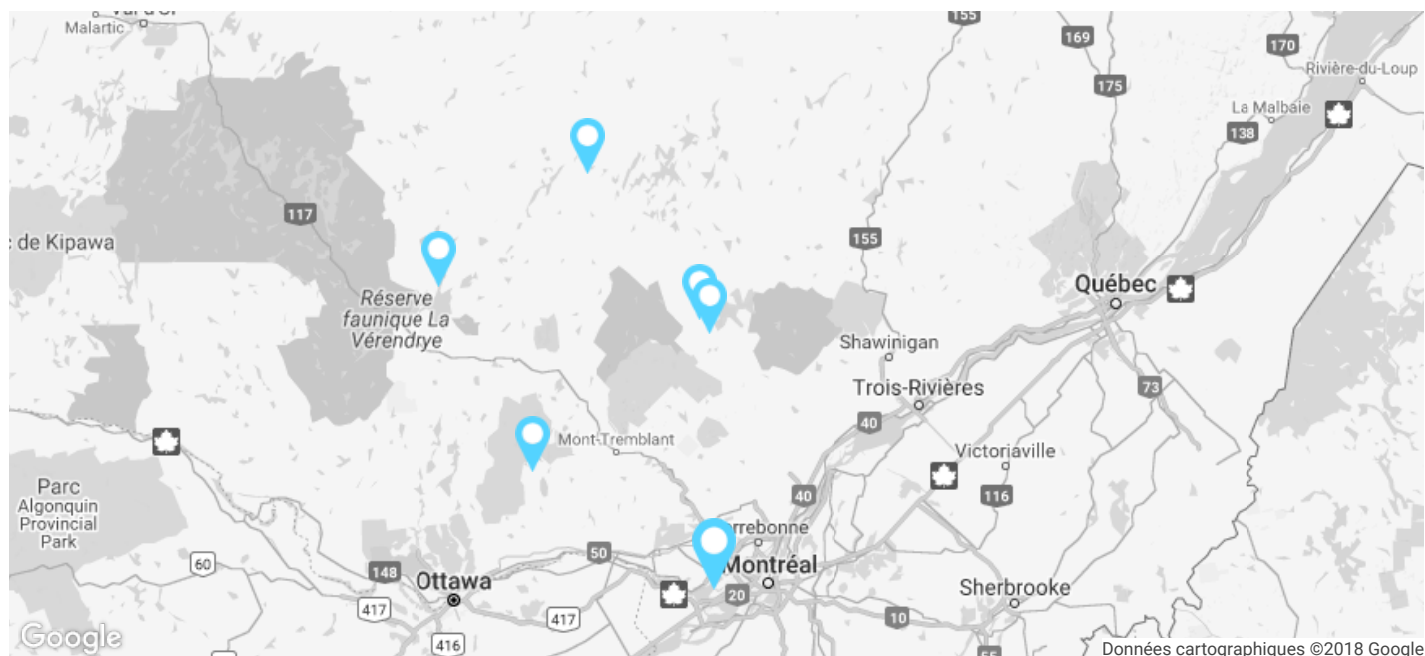 155
Malartic
169
170
Rivière-du-Loup
175
La Malbaie
138
117
155
c de Kipawa
Québec
Réserve
faunique La
Vérendrye
Shawinigan
Trois-Rivières
73
40
Mont-Tremblant
Victoriaville
Parc
Algonquin
Provincial
Park
40
116
rrebonne
50
60
148
Montréal
Ottawa
20
Sherbrooke
417
417
10
416
55
Google
Données cartographiques ©2018 Google